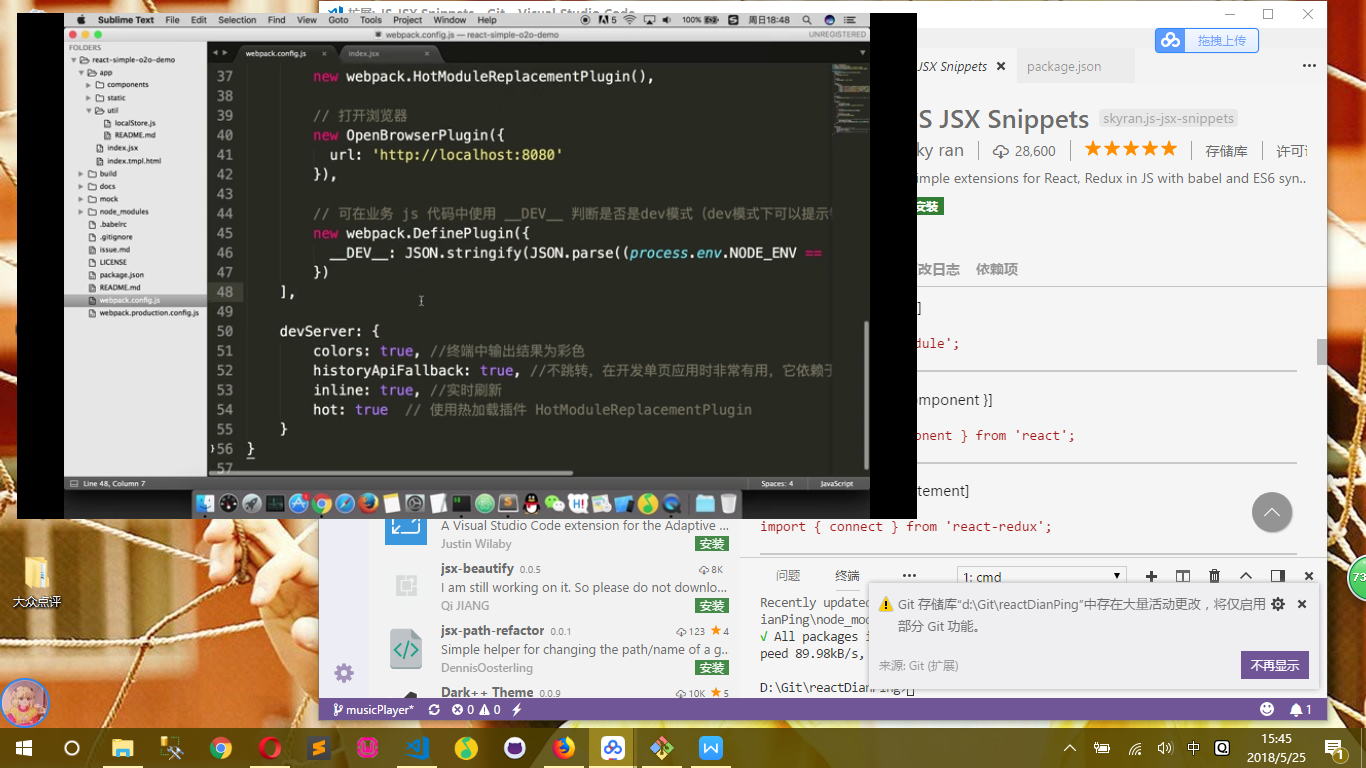 Sublime Text File Edit Selection Find View Goto Tools Project Window Help
5 100% 周日18:48
webpack.config.js — react-simple-o2o-demo
UNREGISTERED
FOLDERS
react-simple-o2o-demo
app
components
static
util
localStore.js
README.md
index.jsx
index.tmpl.html
build
docs
mock
node_modules
.babelrc
.gitignore
issue.md
LICENSE
package.json
README.md
webpack.config.js
webpack.production.config.js
webpack.config.js × index.jsx ×
37 new webpack.HotModuleReplacementPlugin(),
38
39 // 打开浏览器
40 new OpenBrowserPlugin({
41 url: 'http://localhost:8080'
42 }),
43
44 // 可在业务 js 代码中使用 __DEV__ 判断是否是dev模式（dev模式下可以提示
45 new webpack.DefinePlugin({
46 __DEV__: JSON.stringify(JSON.parse((process.env.NODE_ENV ==
47 })
48 ],
49
50 devServer: {
51 colors: true, //终端中输出结果为彩色
52 historyApiFallback: true, //不跳转，在开发单页应用时非常有用，它依赖于
53 inline: true, //实时刷新
54 hot: true // 使用热加载插件 HotModuleReplacementPlugin
55 }
56 }
57
Line 48, Column 7
Spaces: 4 JavaScript
拖拽上传
JSX Snippets × package.json
S JSX Snippets skyran.js-jsx-snippets
ky ran 28,600 存储库 许可
imple extensions for React, Redux in JS with babel and ES6 syn..
安装
改日志 依赖项
]
dule';
omponent }]
onent } from 'react';
tement]
import { connect } from 'react-redux';
A Visual Studio Code extension for the Adaptive ...
Justin Wilaby 安装
jsx-beautify 0.0.5 8K
I am still working on it. So please do not downlo...
Qi JIANG 安装
jsx-path-refactor 0.0.1 123 4
Simple helper for changing the path/name of a g...
DennisOosterling 安装
Dark++ Theme 0.0.9 10K 5
问题 终端 ••• 1: cmd
Recently updated
ianPing\node_mo
√ All packages i
peed 89.98kB/s,
D:\Git\reactDianPing>
Git 存储库“d:\Git\reactDianPing”中存在大量活动更改，将仅启用
部分 Git 功能。
来源: Git (扩展)
不再显示
musicPlayer* 0 0 1
大众点评
73
中
15:45
2018/5/25
1